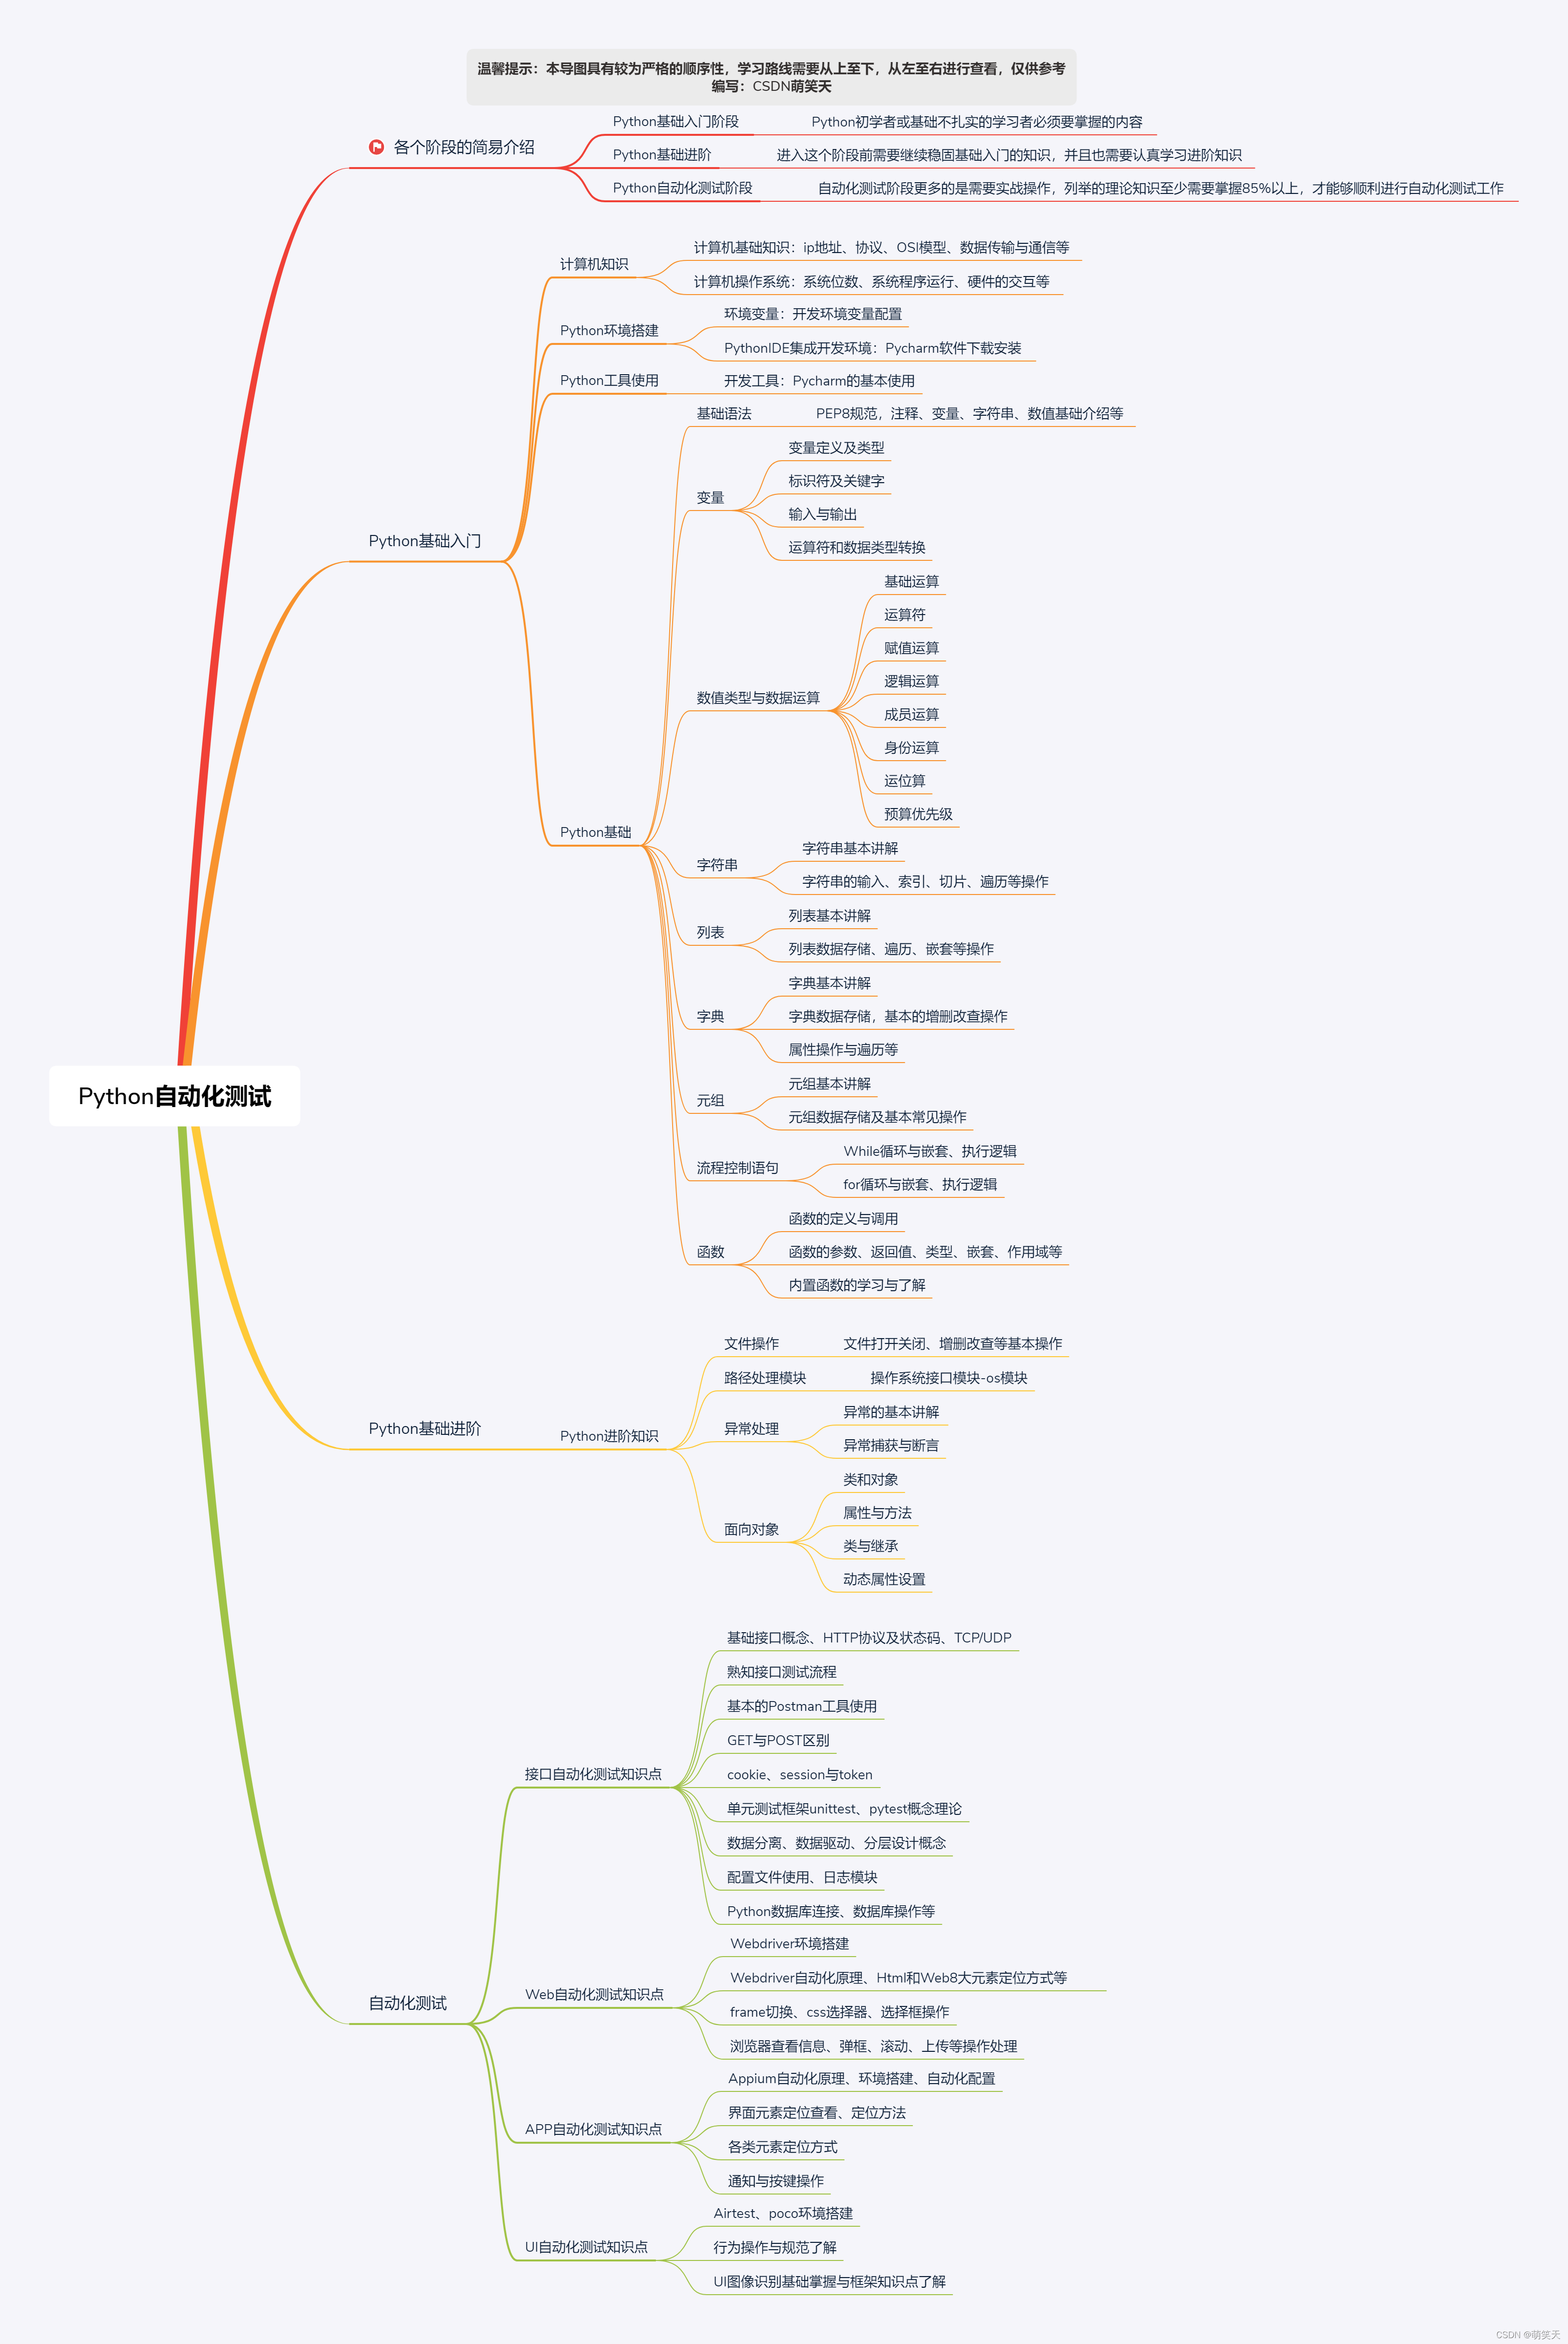 温馨提示：本导图具有较为严格的顺序性，学习路线需要从上至下，从左至右进行查看，仅供参考
编写：CSDN萌笑天
Python自动化测试
各个阶段的简易介绍
Python基础入门阶段
Python初学者或基础不扎实的学习者必须要掌握的内容
Python基础进阶
进入这个阶段前需要继续稳固基础入门的知识，并且也需要认真学习进阶知识
Python自动化测试阶段
自动化测试阶段更多的是需要实战操作，列举的理论知识至少需要掌握85%以上，才能够顺利进行自动化测试工作
Python基础入门
计算机知识
计算机基础知识：ip地址、协议、OSI模型、数据传输与通信等
计算机操作系统：系统位数、系统程序运行、硬件的交互等
Python环境搭建
环境变量：开发环境变量配置
PythonIDE集成开发环境：Pycharm软件下载安装
Python工具使用
开发工具：Pycharm的基本使用
Python基础
基础语法
PEP8规范，注释、变量、字符串、数值基础介绍等
变量
变量定义及类型
标识符及关键字
输入与输出
运算符和数据类型转换
数值类型与数据运算
基础运算
运算符
赋值运算
逻辑运算
成员运算
身份运算
运位算
预算优先级
字符串
字符串基本讲解
字符串的输入、索引、切片、遍历等操作
列表
列表基本讲解
列表数据存储、遍历、嵌套等操作
字典
字典基本讲解
字典数据存储，基本的增删改查操作
属性操作与遍历等
元组
元组基本讲解
元组数据存储及基本常见操作
流程控制语句
While循环与嵌套、执行逻辑
for循环与嵌套、执行逻辑
函数
函数的定义与调用
函数的参数、返回值、类型、嵌套、作用域等
内置函数的学习与了解
Python基础进阶
Python进阶知识
文件操作
文件打开关闭、增删改查等基本操作
路径处理模块
操作系统接口模块-os模块
异常处理
异常的基本讲解
异常捕获与断言
面向对象
类和对象
属性与方法
类与继承
动态属性设置
自动化测试
接口自动化测试知识点
基础接口概念、HTTP协议及状态码、TCP/UDP
熟知接口测试流程
基本的Postman工具使用
GET与POST区别
cookie、session与token
单元测试框架unittest、pytest概念理论
数据分离、数据驱动、分层设计概念
配置文件使用、日志模块
Python数据库连接、数据库操作等
Web自动化测试知识点
Webdriver环境搭建
Webdriver自动化原理、Html和Web8大元素定位方式等
frame切换、css选择器、选择框操作
浏览器查看信息、弹框、滚动、上传等操作处理
APP自动化测试知识点
Appium自动化原理、环境搭建、自动化配置
界面元素定位查看、定位方法
各类元素定位方式
通知与按键操作
UI自动化测试知识点
Airtest、poco环境搭建
行为操作与规范了解
UI图像识别基础掌握与框架知识点了解
CSDN @萌笑天